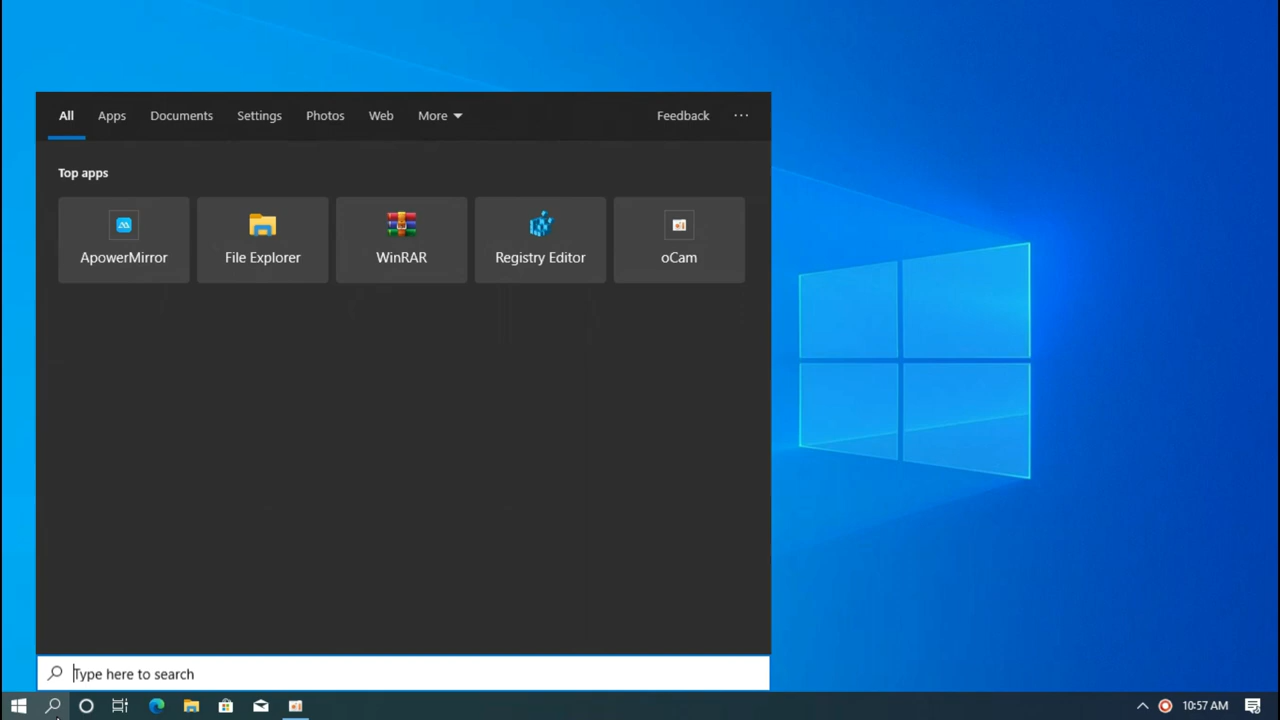 All Apps Documents Settings Photos Web More Feedback ···
Top apps
ApowerMirror File Explorer WinRAR Registry Editor oCam
Type here to search
10:57 AM